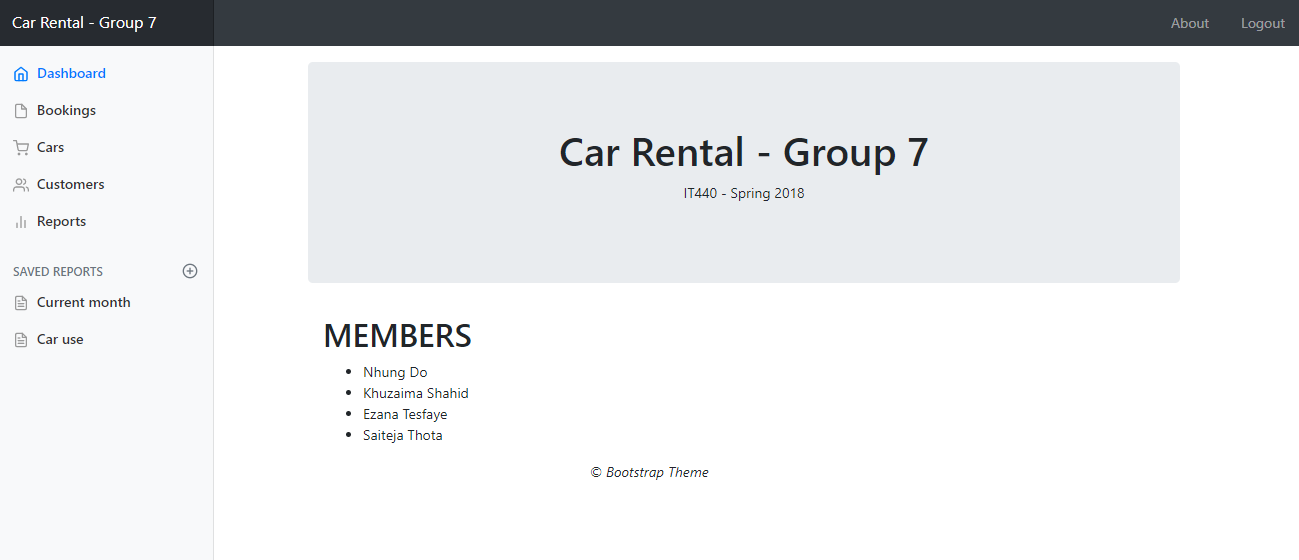 Car Rental - Group 7
About
Logout
Dashboard
Bookings
Cars
Customers
Reports
SAVED REPORTS
Current month
Car use
Car Rental - Group 7
IT440 - Spring 2018
MEMBERS
Nhung Do
Khuzaima Shahid
Ezana Tesfaye
Saiteja Thota
© Bootstrap Theme